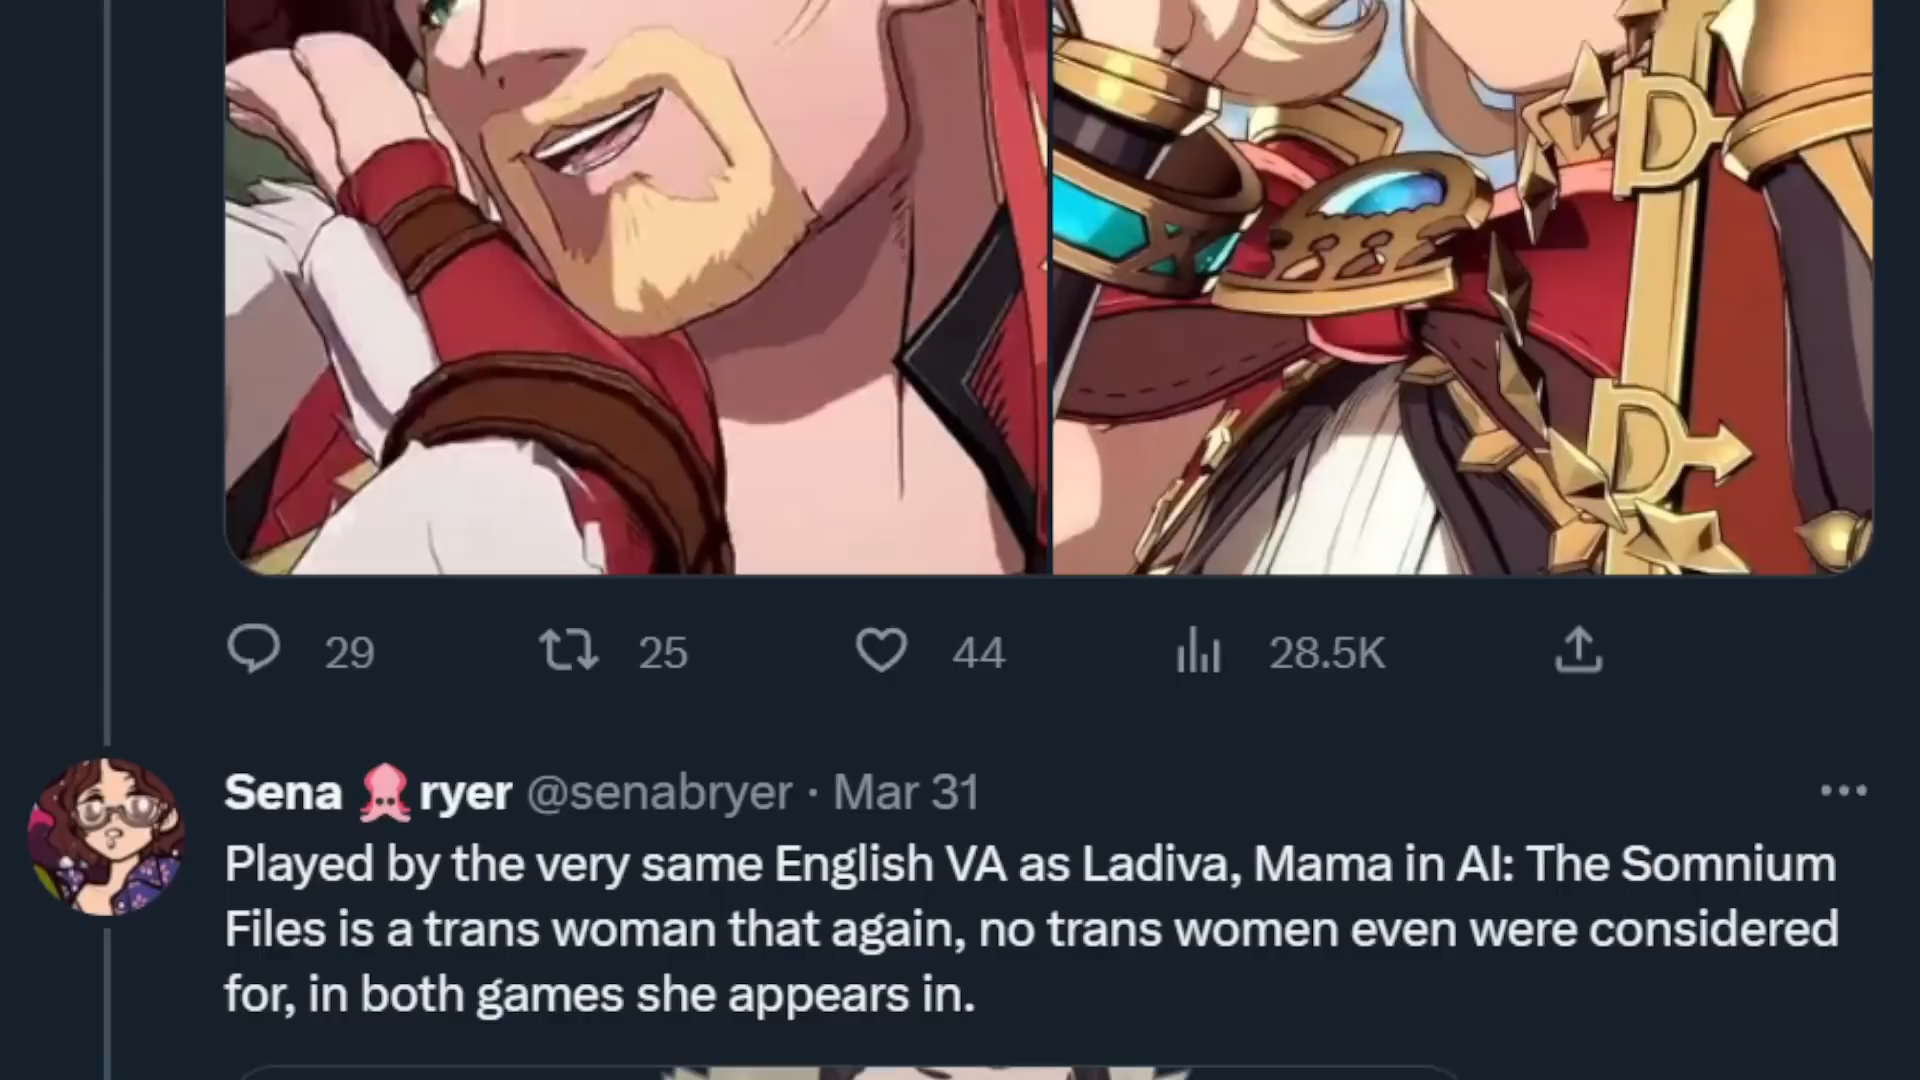 29 25 44 28.5K
Sena 🦑ryer @senabryer · Mar 31
Played by the very same English VA as Ladiva, Mama in AI: The Somnium
Files is a trans woman that again, no trans women even were considered
for, in both games she appears in.